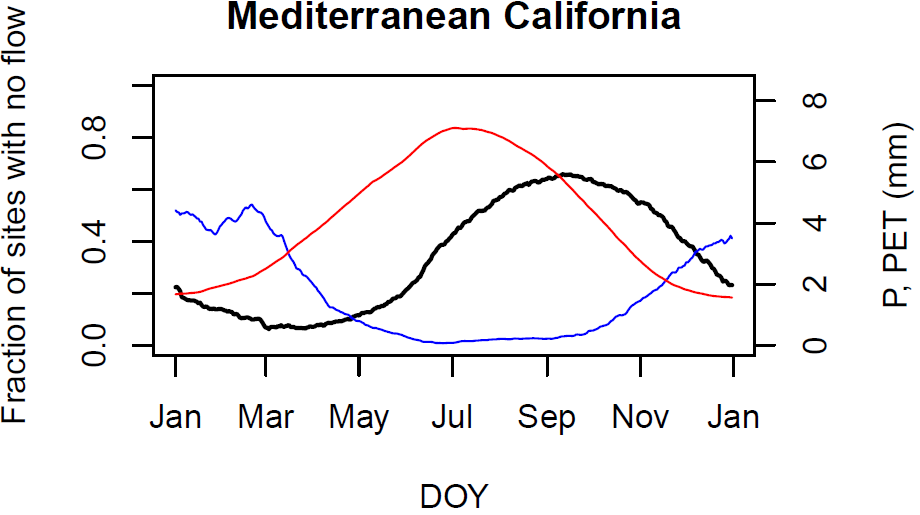 Mediterranean California
Fraction of sites with no flow
0.0
0.4
0.8
0
2
4
6
8
P, PET (mm)
Jan Mar May Jul Sep Nov Jan
DOY